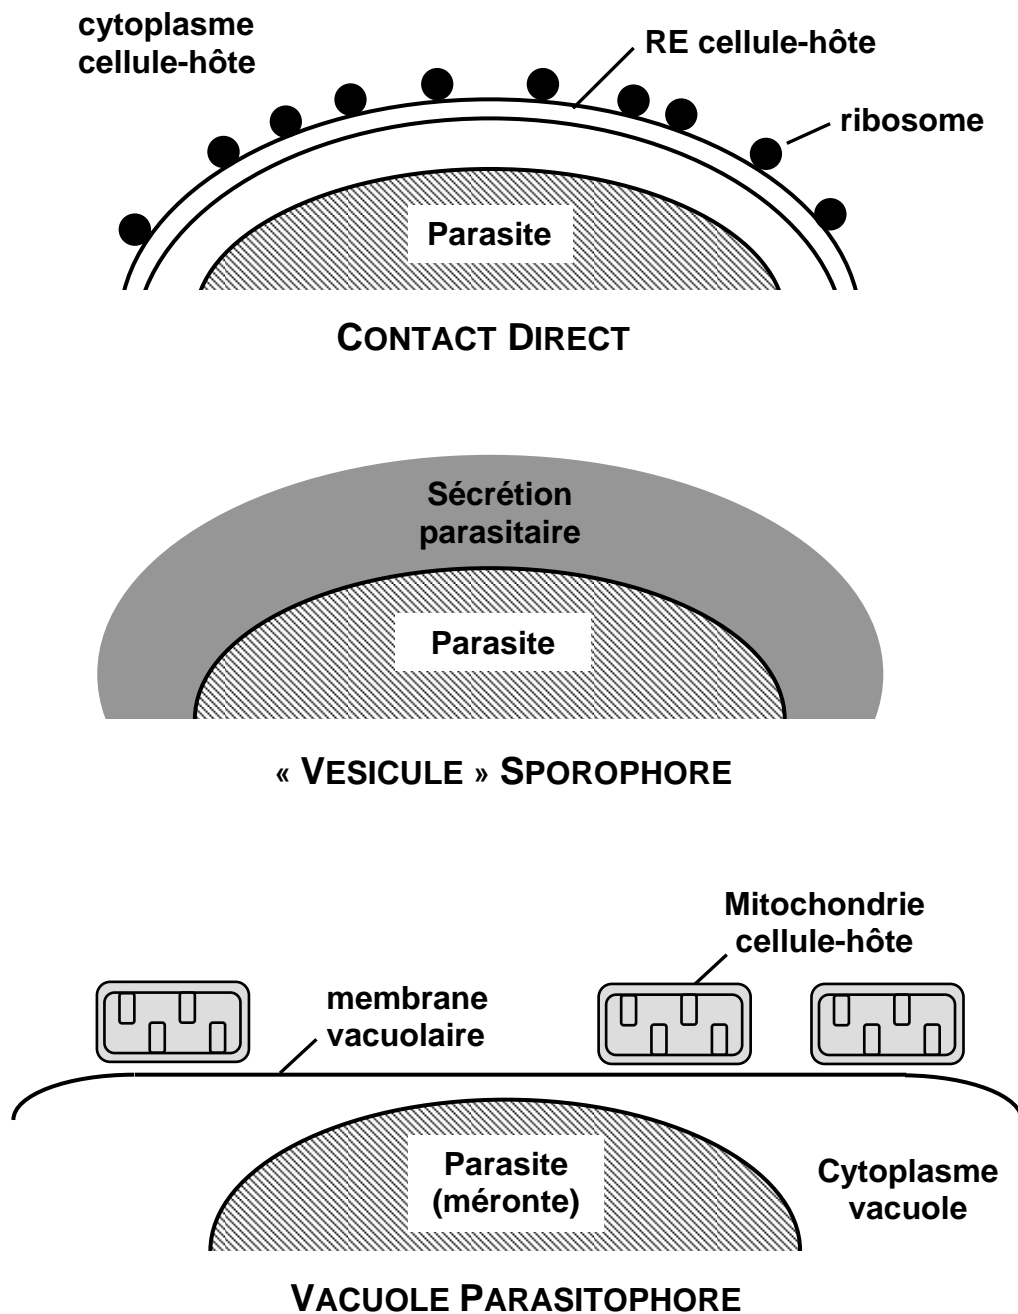 cytoplasme
cellule-hôte
RE cellule-hôte
ribosome
Parasite
CONTACT DIRECT
Sécrétion
parasitaire
Parasite
« VESICULE » SPOROPHORE
Mitochondrie
cellule-hôte
membrane
vacuolaire
Parasite
(méronte)
Cytoplasme
vacuole
VACUOLE PARASITOPHORE